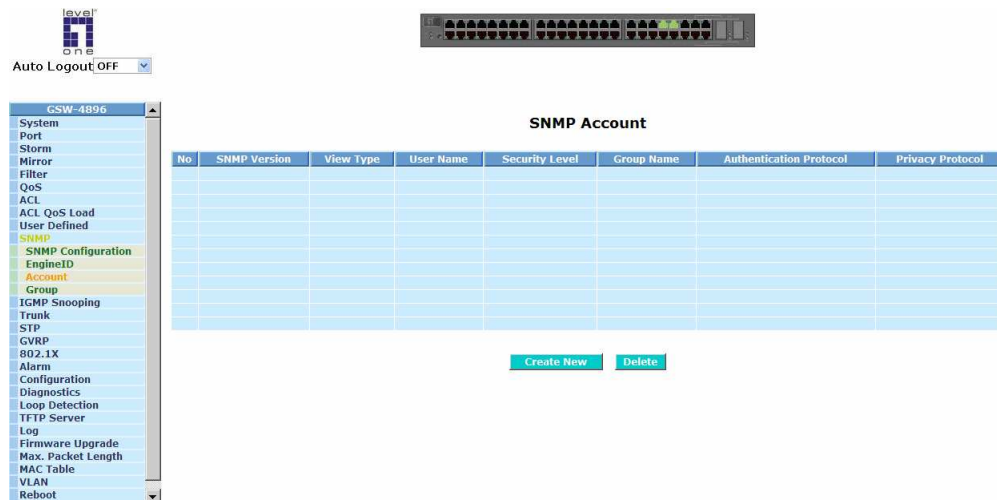 level
one
Auto Logout OFF
GSW-4896
System
Port
Storm
Mirror
Filter
QoS
ACL
ACL QoS Load
User Defined
SNMP
SNMP Configuration
EngineID
Account
Group
IGMP Snooping
Trunk
STP
GVRP
802.1X
Alarm
Configuration
Diagnostics
Loop Detection
TFTP Server
Log
Firmware Upgrade
Max. Packet Length
MAC Table
VLAN
Reboot
SNMP Account
No SNMP Version View Type User Name Security Level Group Name Authentication Protocol Privacy Protocol
Create New Delete